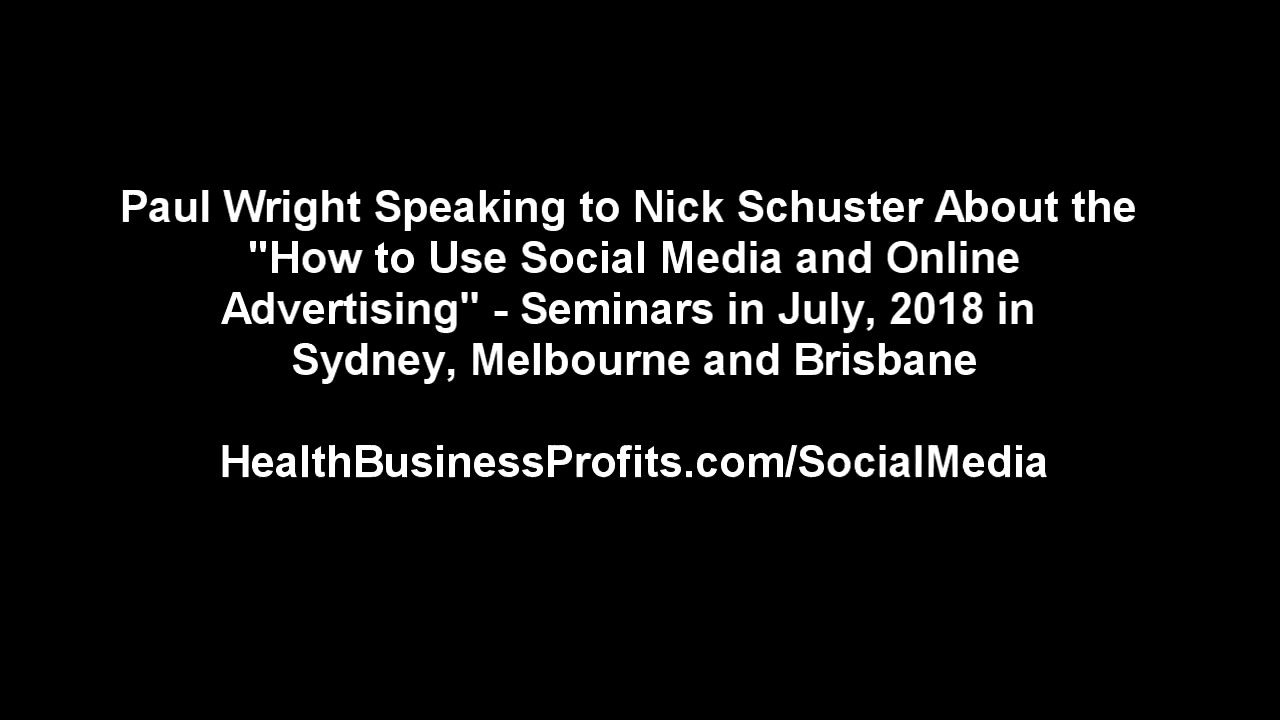 Paul Wright Speaking to Nick Schuster About the
"How to Use Social Media and Online
Advertising" - Seminars in July, 2018 in
Sydney, Melbourne and Brisbane
HealthBusinessProfits.com/SocialMedia